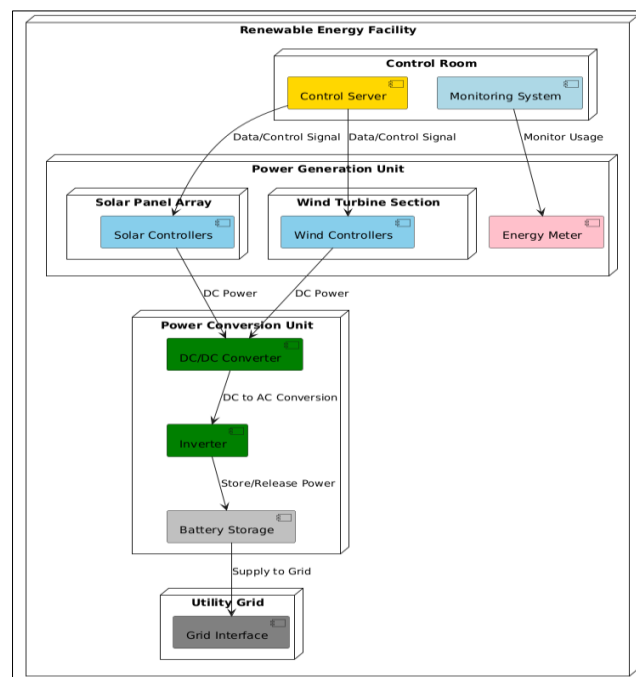 Renewable Energy Facility
Control Room
Control Server
Monitoring System
Data/Control Signal
Data/Control Signal
Monitor Usage
Power Generation Unit
Solar Panel Array
Wind Turbine Section
Solar Controllers
Wind Controllers
Energy Meter
DC Power
DC Power
Power Conversion Unit
DC/DC Converter
DC to AC Conversion
Inverter
Store/Release Power
Battery Storage
Supply to Grid
Utility Grid
Grid Interface